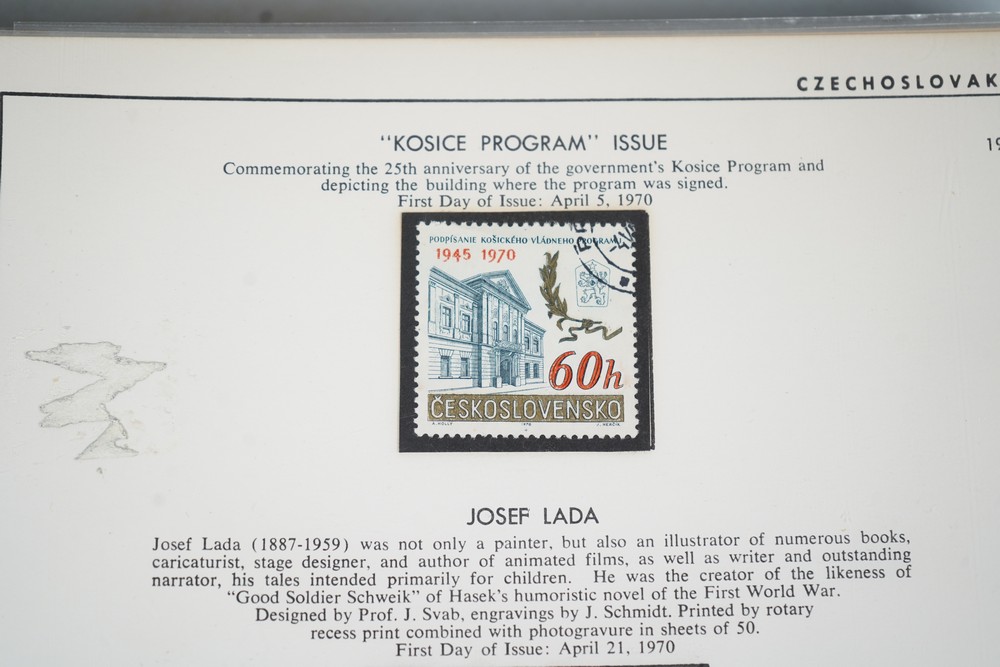 CZECHOSLOVAK
"KOSICE PROGRAM" ISSUE
19
Commemorating the 25th anniversary of the government's Kosice Program and
depicting the building where the program was signed.
First Day of Issue: April 5, 1970
PODPÍSANIE KOŠICKÉHO VLÁDNEHO PROGRAMU
1945 1970
60h
ČESKOSLOVENSKO
A. HOLLÝ 1970 J. HERČÍK
JOSEF LADA
Josef Lada (1887-1959) was not only a painter, but also an illustrator of numerous books,
caricaturist, stage designer, and author of animated films, as well as writer and outstanding
narrator, his tales intended primarily for children. He was the creator of the likeness of
"Good Soldier Schweik" of Hasek's humoristic novel of the First World War.
Designed by Prof. J. Svab, engravings by J. Schmidt. Printed by rotary
recess print combined with photogravure in sheets of 50.
First Day of Issue: April 21, 1970